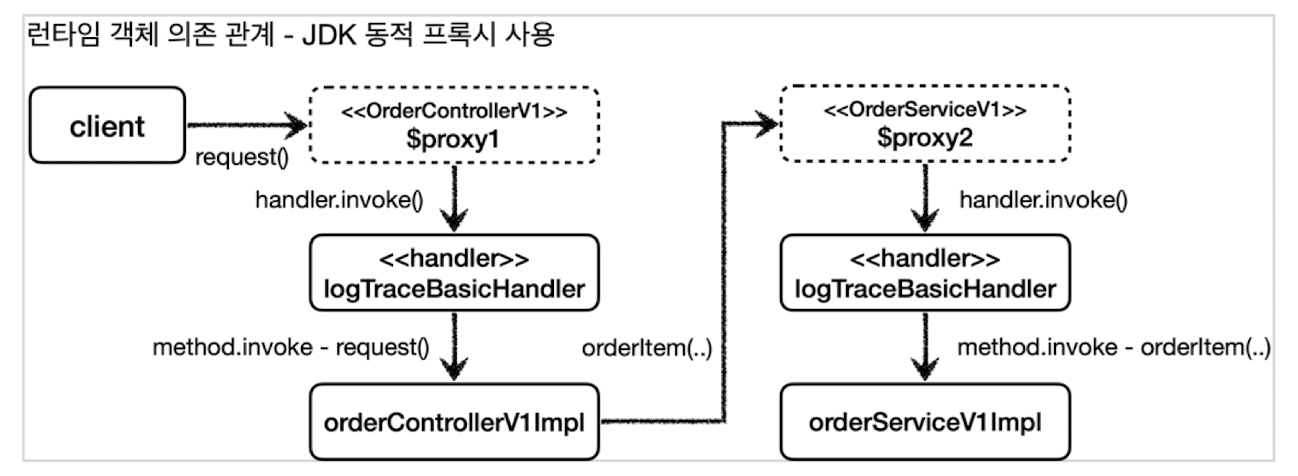 런타임 객체 의존 관계 - JDK 동적 프록시 사용
client
request()
<<OrderControllerV1>>
$proxy1
handler.invoke()
<<handler>>
logTraceBasicHandler
method.invoke - request()
orderControllerV1Impl
orderItem(..)
<<OrderServiceV1>>
$proxy2
handler.invoke()
<<handler>>
logTraceBasicHandler
method.invoke - orderItem(..)
orderServiceV1Impl